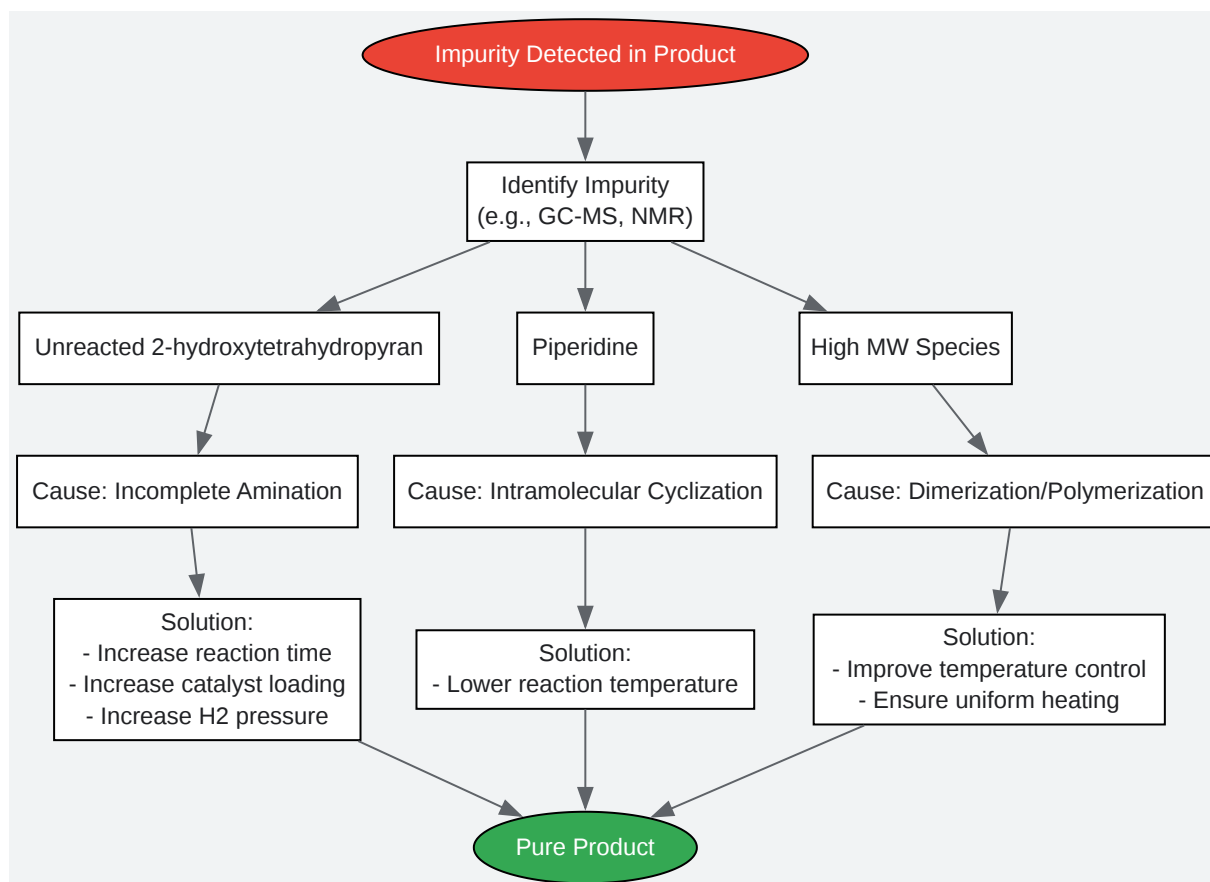 Impurity Detected in Product
Identify Impurity
(e.g., GC-MS, NMR)
Unreacted 2-hydroxytetrahydropyran
Piperidine
High MW Species
Cause: Incomplete Amination
Cause: Intramolecular Cyclization
Cause: Dimerization/Polymerization
Solution:
- Increase reaction time
- Increase catalyst loading
- Increase H2 pressure
Solution:
- Lower reaction temperature
Solution:
- Improve temperature control
- Ensure uniform heating
Pure Product